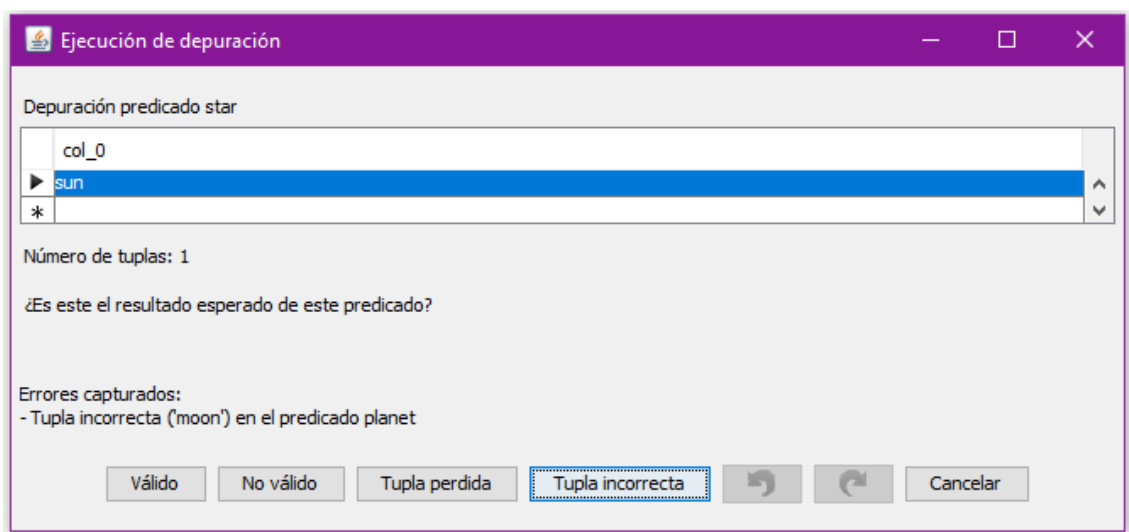 Ejecución de depuración
Depuración predicado star
col_0
sun
*
Número de tuplas: 1
¿Es este el resultado esperado de este predicado?
Errores capturados:
- Tupla incorrecta ('moon') en el predicado planet
Válido No válido Tupla perdida Tupla incorrecta Cancelar